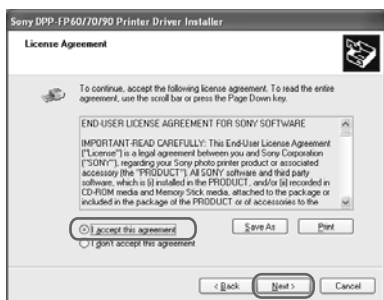 Sony DPP-FP60/70/90 Printer Driver Installer
License Agreement
To continue, accept the following license agreement. To read the entire
agreement, use the scroll bar or press the Page Down key.
END-USER LICENSE AGREEMENT FOR SONY SOFTWARE
IMPORTANT-READ CAREFULLY: This End-User License Agreement
("License") is a legal agreement between you and Sony Corporation
("SONY"), regarding your Sony photo printer product or associated
accessory (the "PRODUCT"). All SONY software and third party
software, which is (i) installed in the PRODUCT, and/or (ii) recorded in
CD-ROM media and Memory Stick media, attached to the package or
included in the package of the PRODUCT or of accessories to the
I accept this agreement
Save As
Print
I don't accept this agreement
< Back
Next >
Cancel